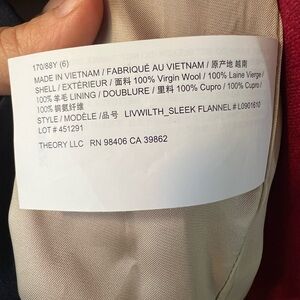 170/88Y (6)
MADE IN VIETNAM / FABRIQUÉ AU VIETNAM / 原产地 越南
SHELL / EXTÉRIEUR / 面料 100% Virgin Wool / 100% Laine Vierge /
100% 羊毛 LINING / DOUBLURE / 里料 100% Cupro / 100% Cupro /
100% 铜氨纤维
STYLE / MODÈLE /品号 LIVWILTH_SLEEK FLANNEL # L0901610
LOT # 451291
THEORY LLC RN 98406 CA 39862